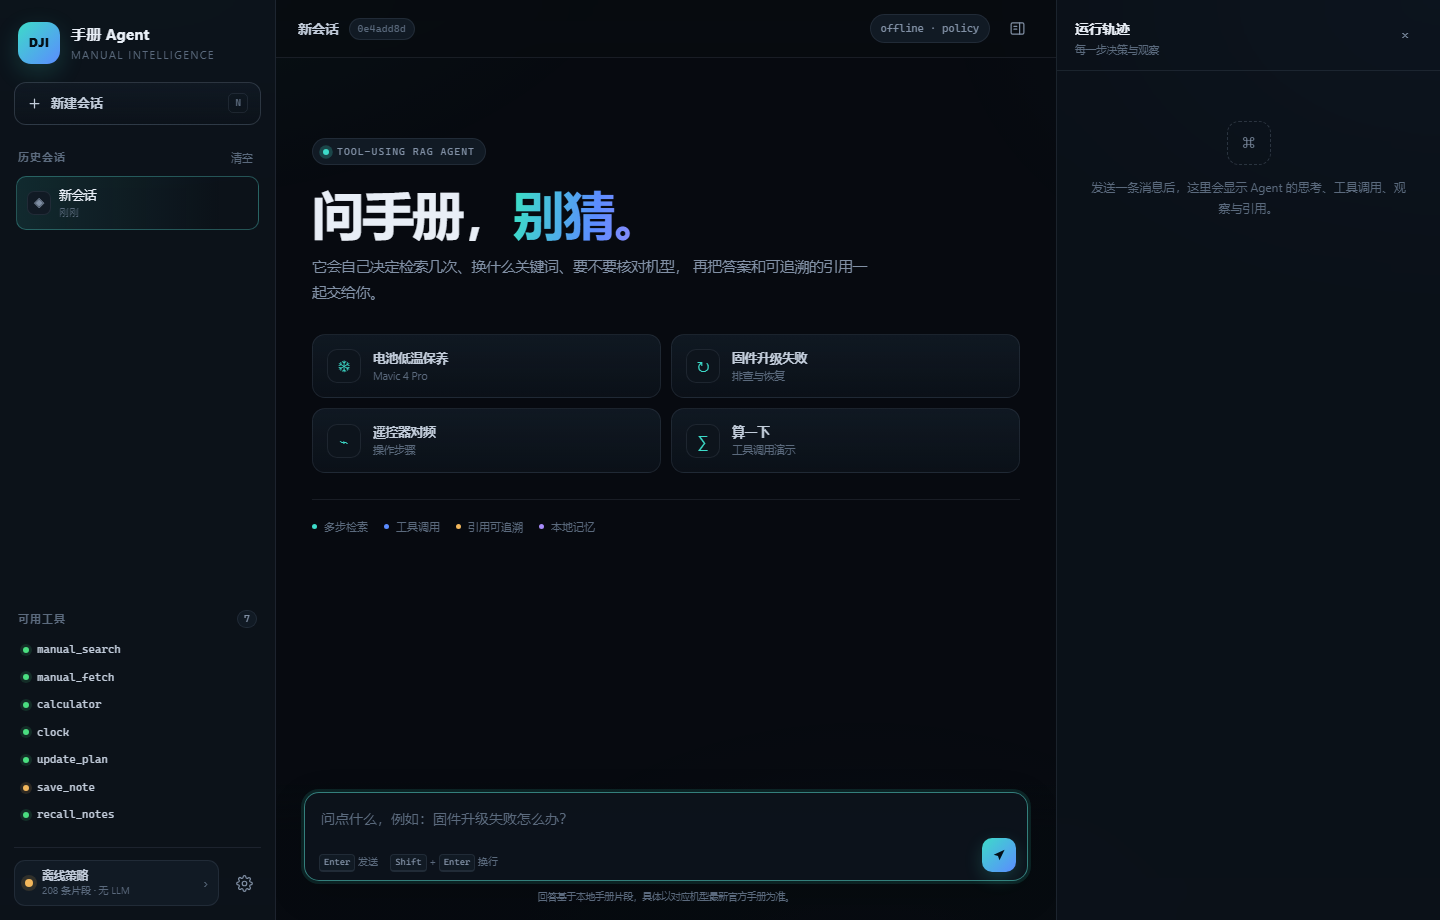 DJI
手册 Agent
MANUAL INTELLIGENCE
+ 新建会话 N
历史会话 清空
新会话
刚刚
可用工具 7
manual_search
manual_fetch
calculator
clock
update_plan
save_note
recall_notes
离线策略
208 条片段 · 无 LLM
新会话 0e4add8d offline · policy
TOOL-USING RAG AGENT
问手册，别猜。
它会自己决定检索几次、换什么关键词、要不要核对机型， 再把答案和可追溯的引用一
起交给你。
电池低温保养
Mavic 4 Pro
固件升级失败
排查与恢复
遥控器对频
操作步骤
∑ 算一下
工具调用演示
多步检索 工具调用 引用可追溯 本地记忆
问点什么，例如：固件升级失败怎么办？
Enter 发送 Shift + Enter 换行
回答基于本地手册片段，具体以对应机型最新官方手册为准。
运行轨迹 ×
每一步决策与观察
⌘
发送一条消息后，这里会显示 Agent 的思考、工具调用、观
察与引用。